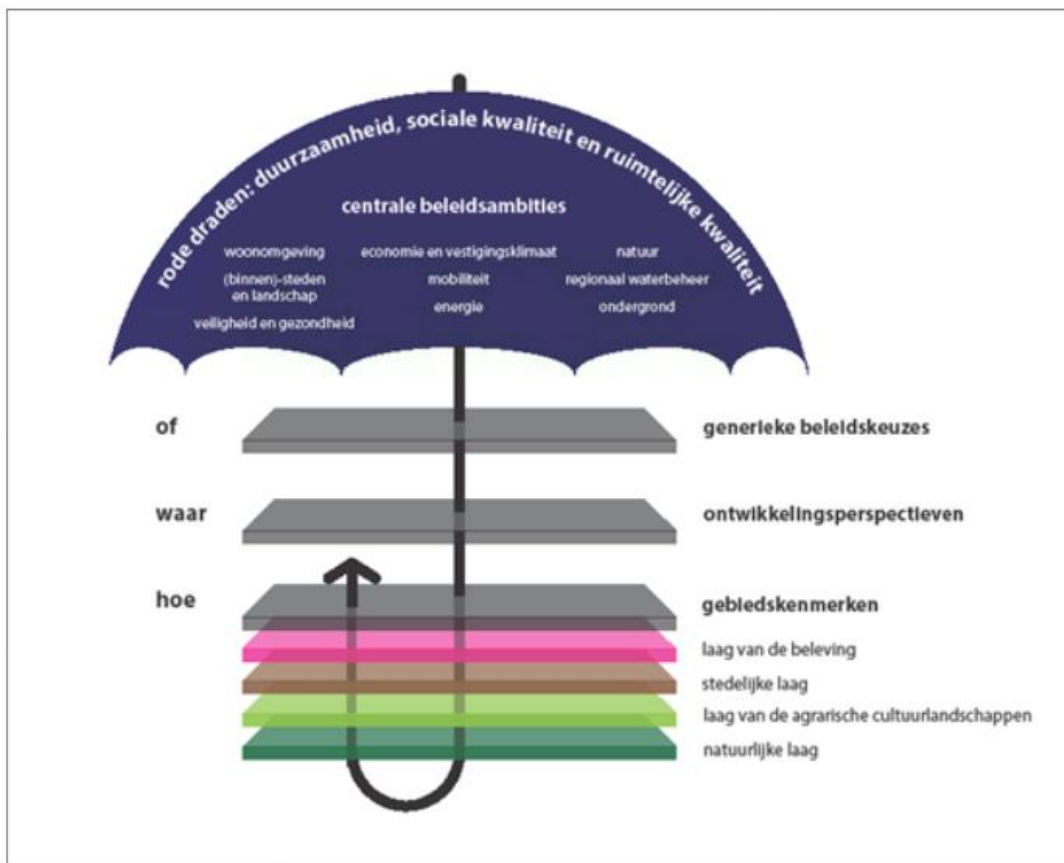 rode draden: duurzaamheid, sociale kwaliteit en ruimtelijke kwaliteit
centrale beleidsambities
woonomgeving
(binnen)-steden
en landschap
veiligheid en gezondheid
economie en vestigingsklimaat
mobiliteit
energie
natuur
regionaal waterbeheer
ondergrond
of
generieke beleidskeuzes
waar
ontwikkelingsperspectieven
hoe
gebiedskenmerken
laag van de beleving
stedelijke laag
laag van de agrarische cultuurlandschappen
natuurlijke laag